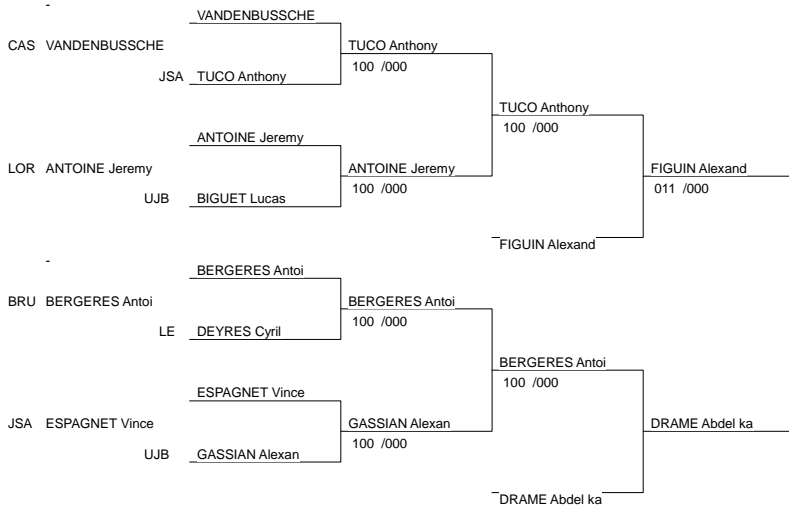 -
VANDENBUSSCHE
CAS VANDENBUSSCHE
TUCO Anthony
100 /000
JSA TUCO Anthony
TUCO Anthony
100 /000
ANTOINE Jeremy
LOR ANTOINE Jeremy
ANTOINE Jeremy
100 /000
FIGUIN Alexand
011 /000
UJB BIGUET Lucas
FIGUIN Alexand
-
BERGERES Antoi
BRU BERGERES Antoi
BERGERES Antoi
100 /000
LE DEYRES Cyril
BERGERES Antoi
100 /000
ESPAGNET Vince
JSA ESPAGNET Vince
GASSIAN Alexan
100 /000
DRAME Abdel ka
UJB GASSIAN Alexan
DRAME Abdel ka